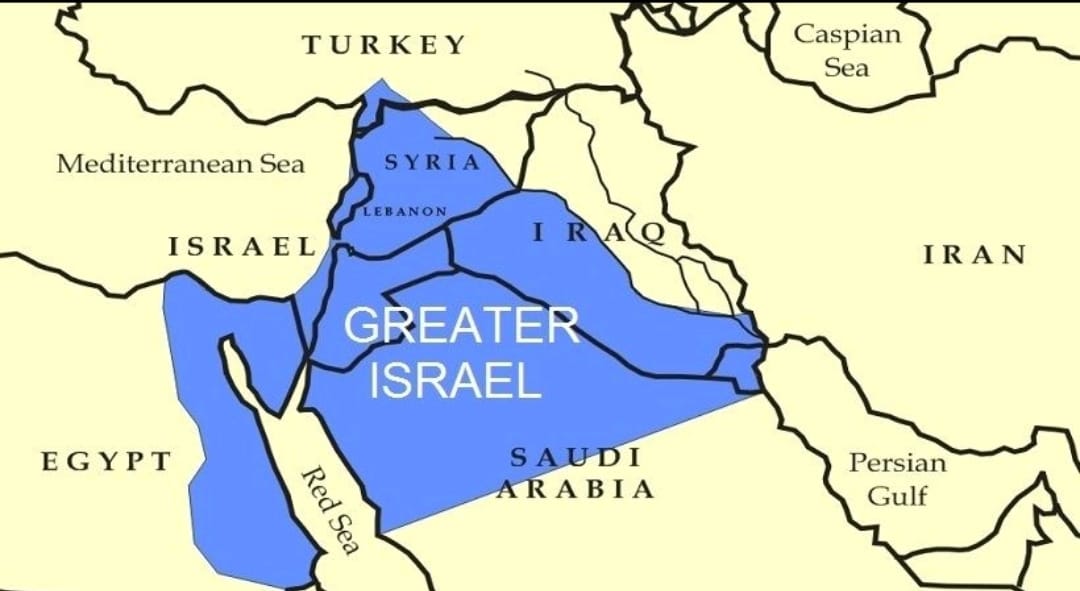 TURKEY
Caspian
Sea
Mediterranean Sea
SYRIA
LEBANON
ISRAEL
IRAQ
IRAN
GREATER
ISRAEL
EGYPT
Red Sea
SAUDI
ARABIA
Persian
Gulf